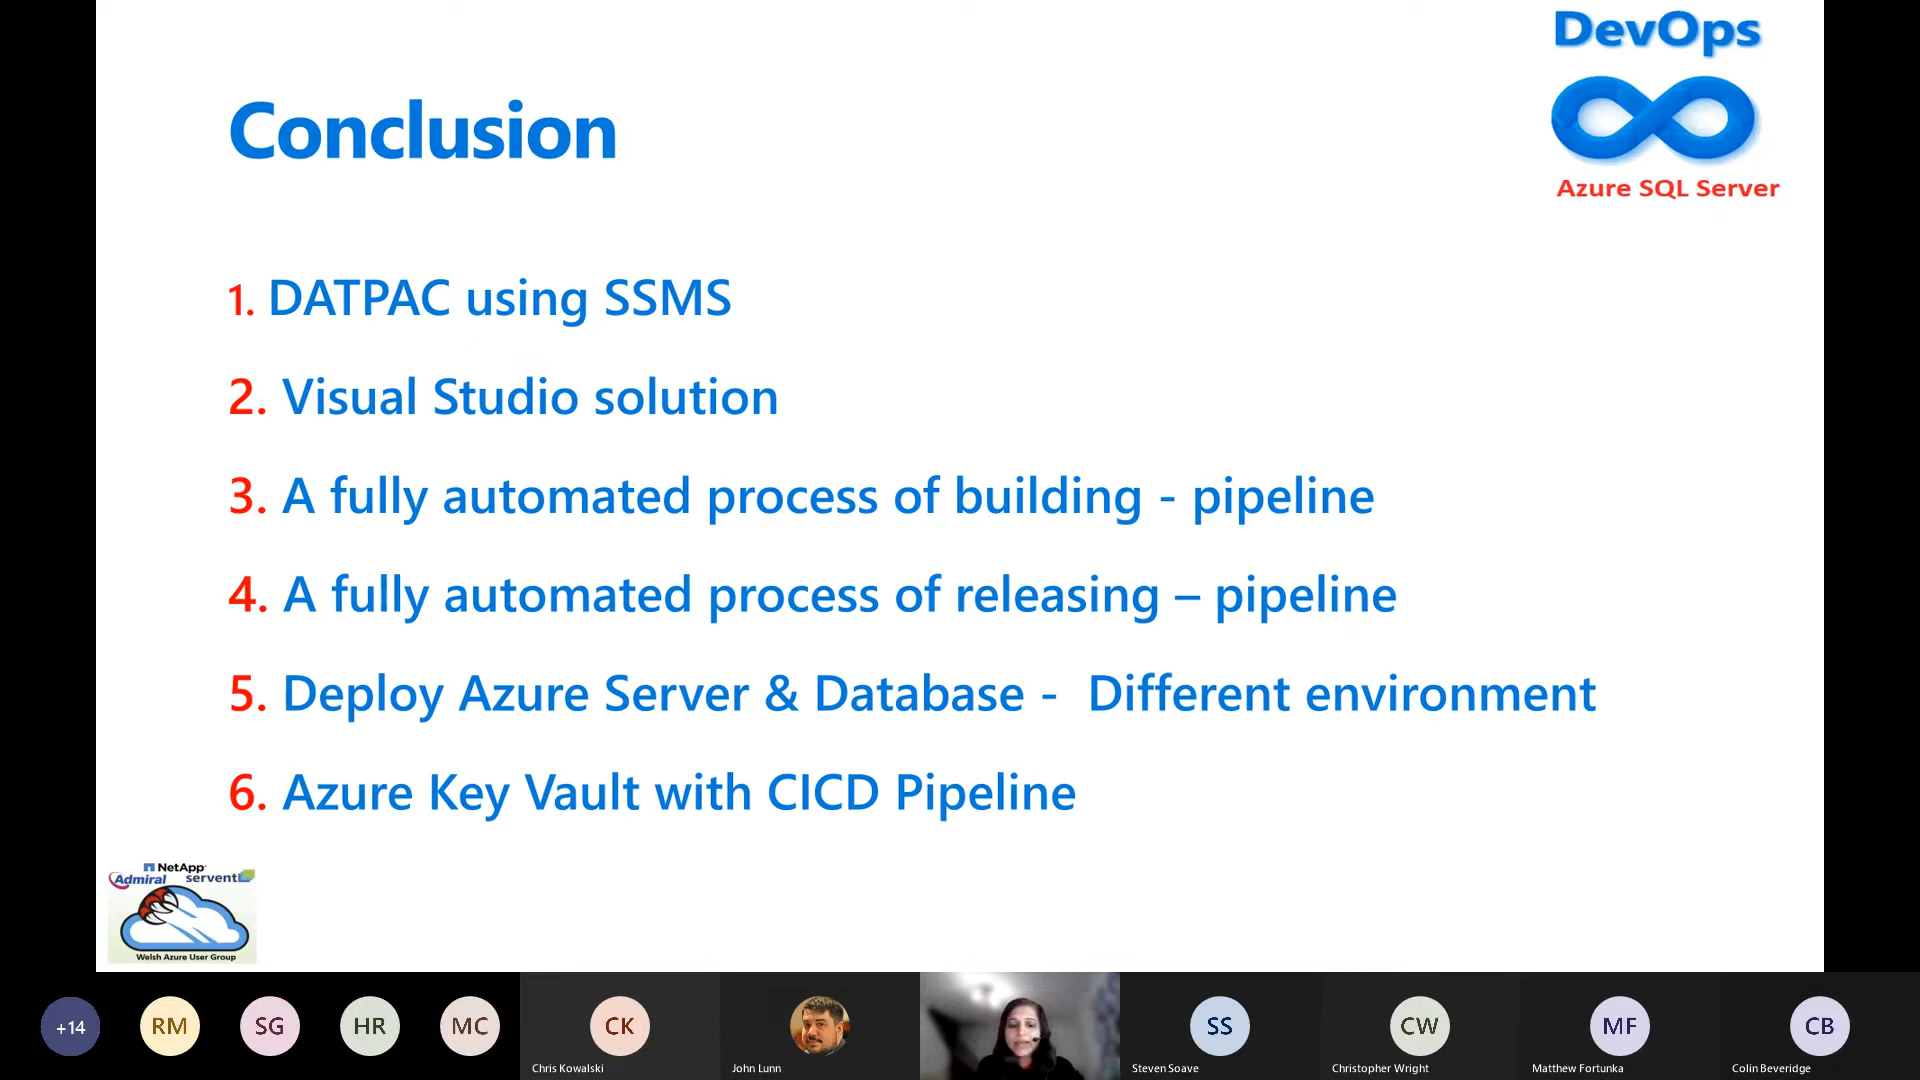 DevOps
Azure SQL Server
Conclusion
1. DATPAC using SSMS
2. Visual Studio solution
3. A fully automated process of building - pipeline
4. A fully automated process of releasing – pipeline
5. Deploy Azure Server & Database - Different environment
6. Azure Key Vault with CICD Pipeline
NetApp
Admiral servent
Welsh Azure User Group
+14
RM
SG
HR
MC
CK
SS
CW
MF
CB
Chris Kowalski
John Lunn
Steven Soave
Christopher Wright
Matthew Fortunka
Colin Beveridge